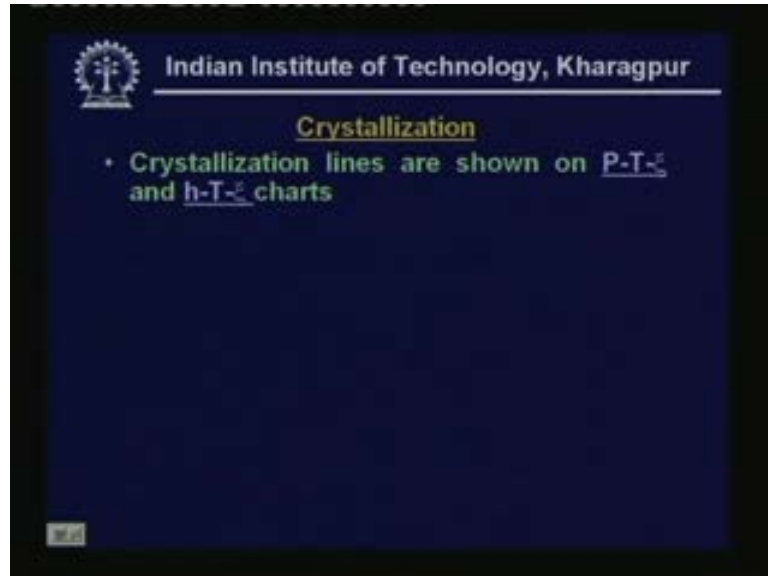 Indian Institute of Technology, Kharagpur
Crystallization
• Crystallization lines are shown on P-T-ξ
and h-T-ξ charts